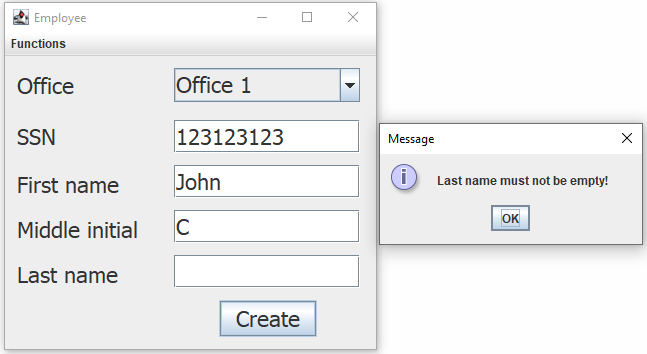 Employee
Functions
Office
Office 1
SSN
123123123
First name
John
Middle initial
C
Last name
Create
Message
Last name must not be empty!
OK